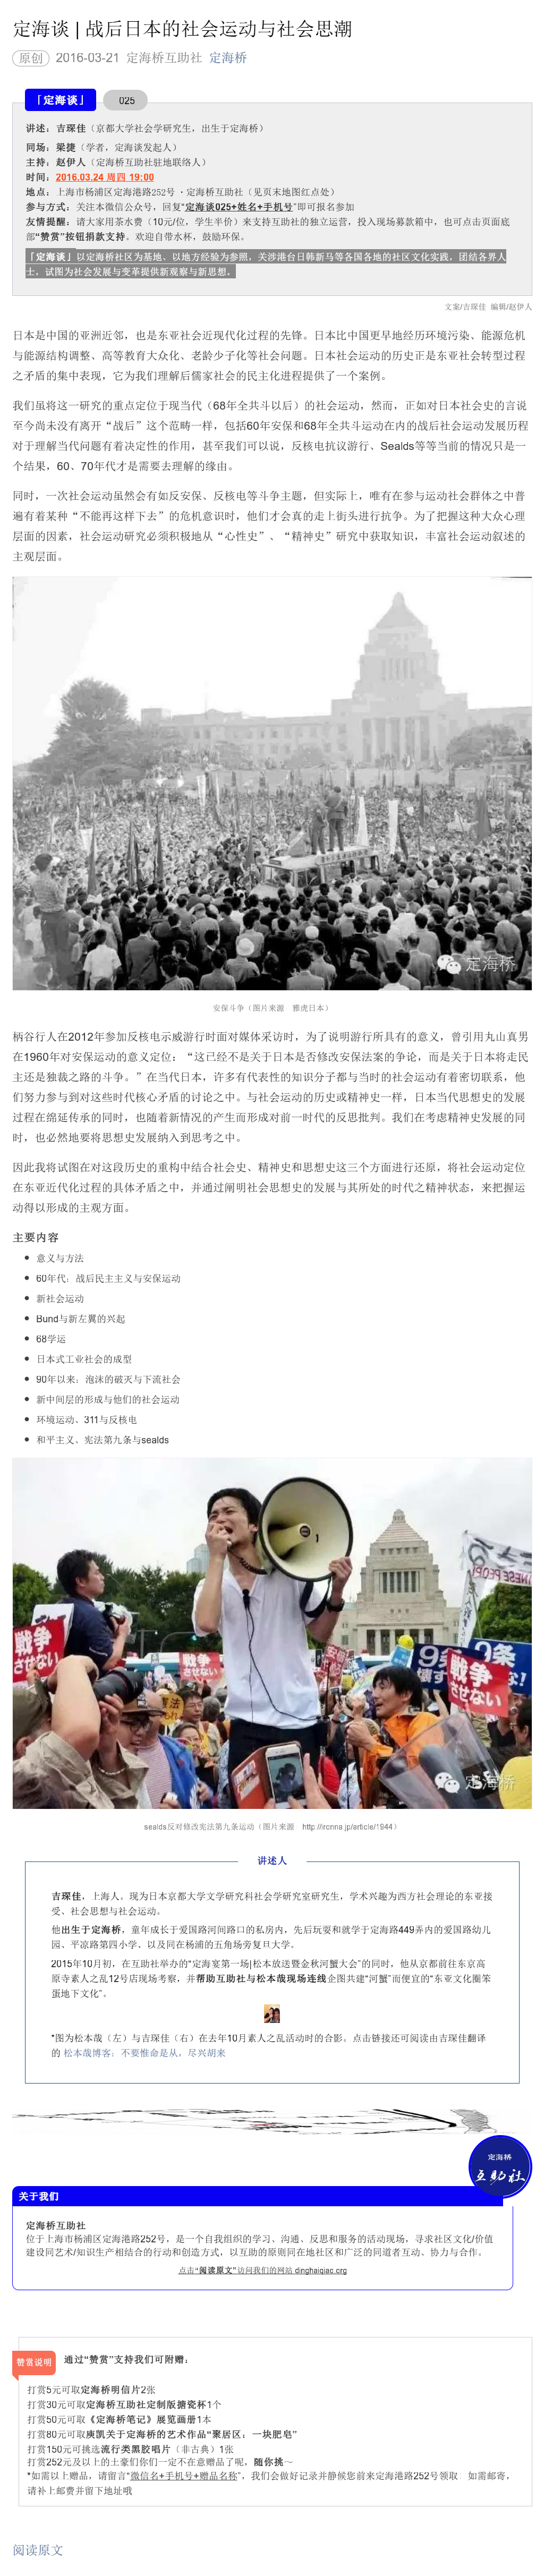 定海谈 | 战后日本的社会运动与社会思潮
原创 2016-03-21 定海桥互助社 定海桥
「定海谈」 025
讲述：吉琛佳（京都大学社会学研究生，出生于定海桥）
同场：梁捷（学者，定海谈发起人）
主持：赵伊人（定海桥互助社驻地联络人）
时间：2016.03.24 周四 19:00
地点：上海市杨浦区定海港路252号 · 定海桥互助社（见页末地图红点处）
参与方式：关注本微信公众号，回复“定海谈025+姓名+手机号”即可报名参加
友情提醒：请大家用茶水费（10元/位，学生半价）来支持互助社的独立运营，投入现场募款箱中，也可点击页面底
部“赞赏”按钮捐款支持。欢迎自带水杯，鼓励环保。
「定海谈」以定海桥社区为基地、以地方经验为参照，关涉港台日韩新马等各国各地的社区文化实践，团结各界人
士，试图为社会发展与变革提供新观察与新思想。
文案/吉琛佳 编辑/赵伊人
日本是中国的亚洲近邻，也是东亚社会近现代化过程的先锋。日本比中国更早地经历环境污染、能源危机
与能源结构调整、高等教育大众化、老龄少子化等社会问题。日本社会运动的历史正是东亚社会转型过程
之矛盾的集中表现，它为我们理解后儒家社会的民主化进程提供了一个案例。
我们虽将这一研究的重点定位于现当代（68年全共斗以后）的社会运动，然而，正如对日本社会史的言说
至今尚未没有离开“战后”这个范畴一样，包括60年安保和68年全共斗运动在内的战后社会运动发展历程
对于理解当代问题有着决定性的作用，甚至我们可以说，反核电抗议游行、Sealds等等当前的情况只是一
个结果，60、70年代才是需要去理解的缘由。
同时，一次社会运动虽然会有如反安保、反核电等斗争主题，但实际上，唯有在参与运动社会群体之中普
遍有着某种“不能再这样下去”的危机意识时，他们才会真的走上街头进行抗争。为了把握这种大众心理
层面的因素，社会运动研究必须积极地从“心性史”、“精神史”研究中获取知识，丰富社会运动叙述的
主观层面。
定海桥
安保斗争（图片来源 雅虎日本）
柄谷行人在2012年参加反核电示威游行时面对媒体采访时，为了说明游行所具有的意义，曾引用丸山真男
在1960年对安保运动的意义定位：“这已经不是关于日本是否修改安保法案的争论，而是关于日本将走民
主还是独裁之路的斗争。”在当代日本，许多有代表性的知识分子都与当时的社会运动有着密切联系，他
们努力参与到对这些时代核心矛盾的讨论之中。与社会运动的历史或精神史一样，日本当代思想史的发展
过程在绵延传承的同时，也随着新情况的产生而形成对前一时代的反思批判。我们在考虑精神史发展的同
时，也必然地要将思想史发展纳入到思考之中。
因此我将试图在对这段历史的重构中结合社会史、精神史和思想史这三个方面进行还原，将社会运动定位
在东亚近代化过程的具体矛盾之中，并通过阐明社会思想史的发展与其所处的时代之精神状态，来把握运
动得以形成的主观方面。
主要内容
意义与方法
60年代：战后民主主义与安保运动
新社会运动
Bund与新左翼的兴起
68学运
日本式工业社会的成型
90年以来：泡沫的破灭与下流社会
新中间层的形成与他们的社会运动
环境运动、311与反核电
和平主义、宪法第九条与sealds
戦争
させない
戦争
させない
戦争
させない
9条
壊すな
定海桥
sealds反对修改宪法第九条运动（图片来源 http://ironna.jp/article/1944）
讲述人
吉琛佳，上海人。现为日本京都大学文学研究科社会学研究室研究生，学术兴趣为西方社会理论的东亚接
受、社会思想与社会运动。
他出生于定海桥，童年成长于爱国路河间路口的私房内，先后玩耍和就学于定海路449弄内的爱国路幼儿
园、平凉路第四小学、以及同在杨浦的五角场旁复旦大学。
2015年10月初，在互助社举办的“定海宴第一场|松本放送暨金秋河蟹大会”的同时，他从京都前往东京高
原寺素人之乱12号店现场考察，并帮助互助社与松本哉现场连线企图共建“河蟹”而便宜的“东亚文化圈笨
蛋地下文化”。
*图为松本哉（左）与吉琛佳（右）在去年10月素人之乱活动时的合影。点击链接还可阅读由吉琛佳翻译
的 松本哉博客：不要惟命是从，尽兴胡来
定海桥
互助社
关于我们
定海桥互助社
位于上海市杨浦区定海港路252号，是一个自我组织的学习、沟通、反思和服务的活动现场，寻求社区文化/价值
建设同艺术/知识生产相结合的行动和创造方式，以互助的原则同在地社区和广泛的同道者互动、协力与合作。
点击“阅读原文”访问我们的网站 dinghaiqiao.org
赞赏说明
通过“赞赏”支持我们可附赠：
打赏5元可取定海桥明信片2张
打赏30元可取定海桥互助社定制版搪瓷杯1个
打赏50元可取《定海桥笔记》展览画册1本
打赏80元可取庾凯关于定海桥的艺术作品“聚居区：一块肥皂”
打赏150元可挑选流行类黑胶唱片（非古典）1张
打赏252元及以上的土豪们你们一定不在意赠品了呢，随你挑～
*如需以上赠品，请留言“微信名+手机号+赠品名称”，我们会做好记录并静候您前来定海港路252号领取；如需邮寄，
请补上邮费并留下地址哦
阅读原文